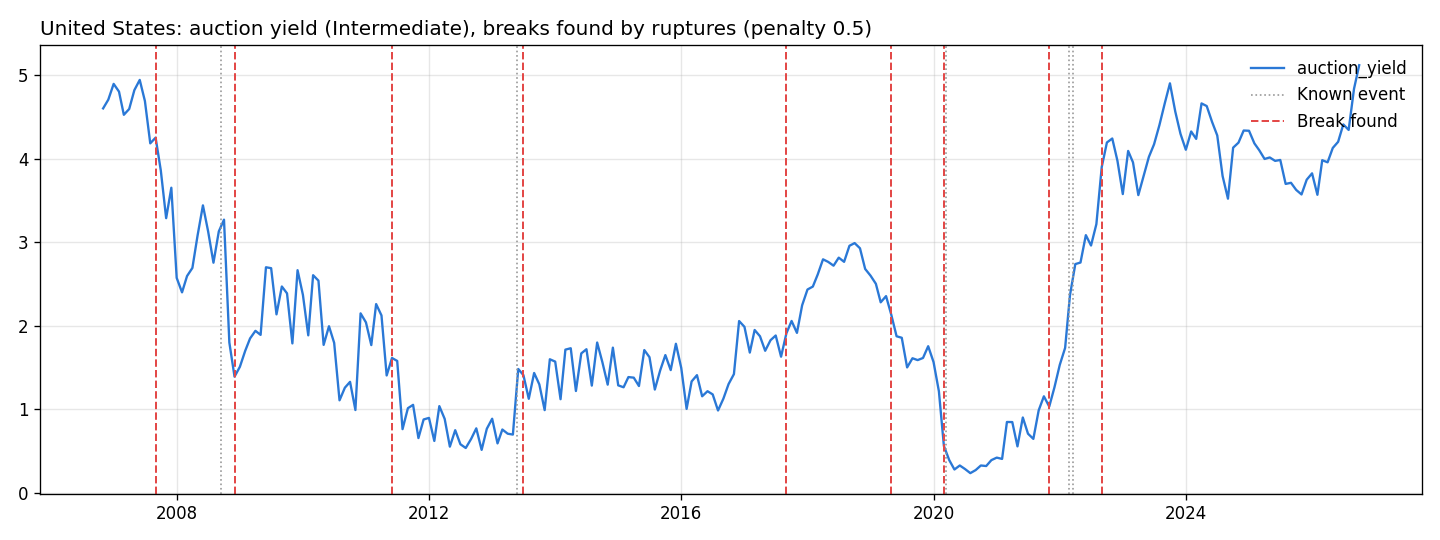 United States: auction yield (Intermediate), breaks found by ruptures (penalty 0.5)
auction_yield
Known event
Break found
5
4
3
2
1
0
2008
2012
2016
2020
2024